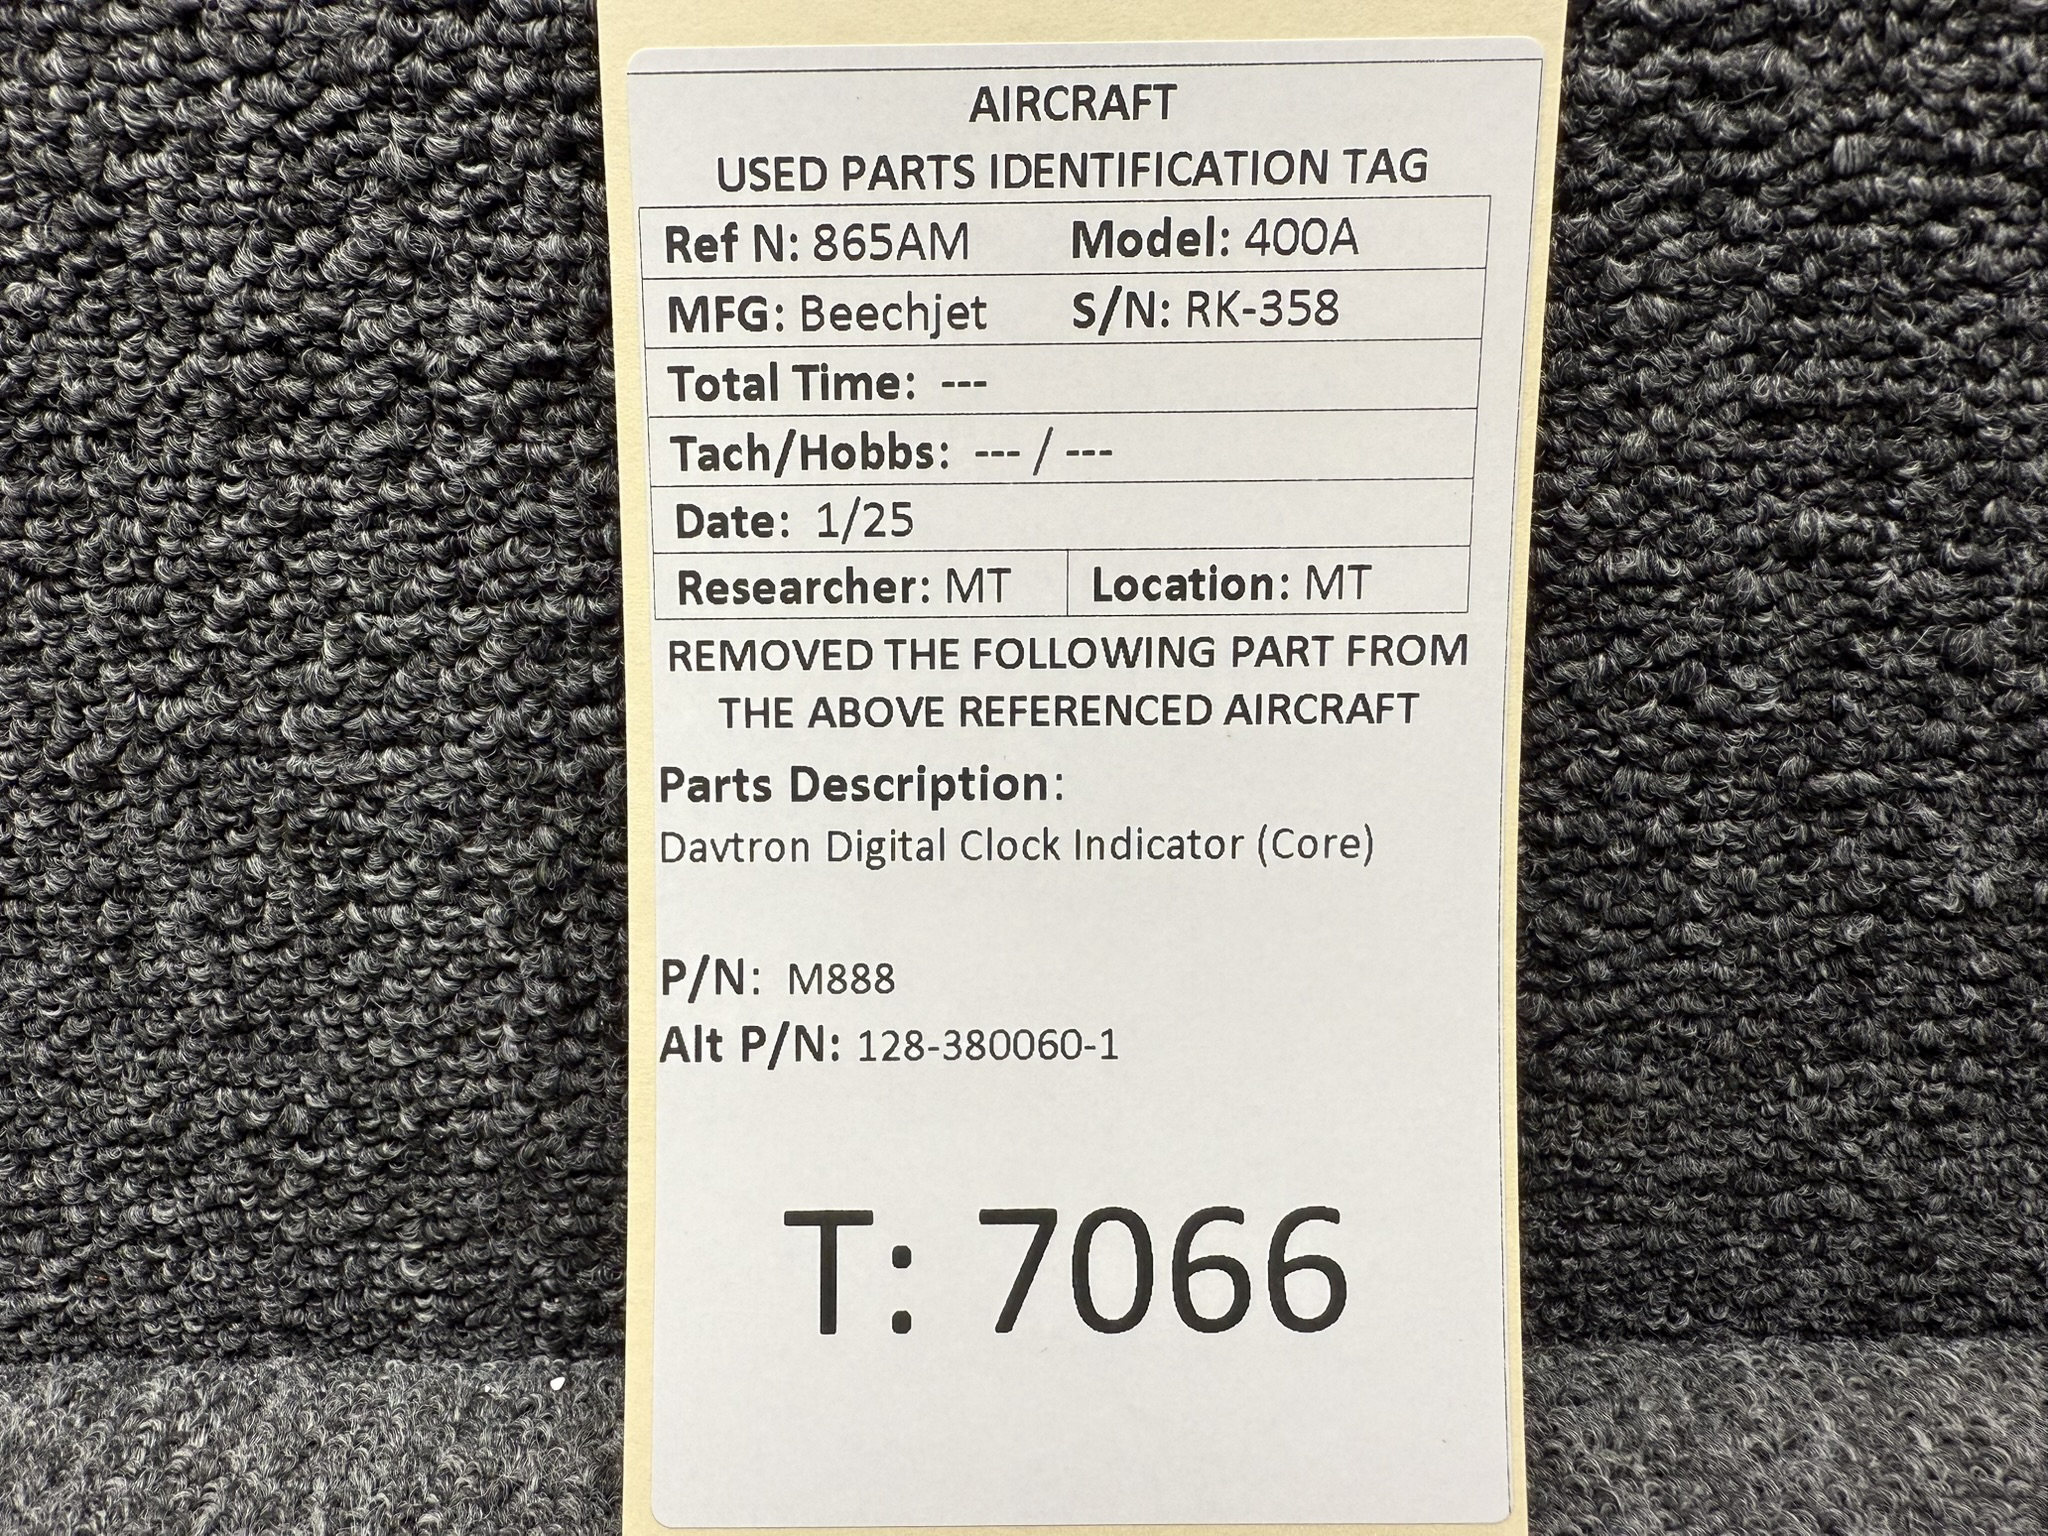 AIRCRAFT
USED PARTS IDENTIFICATION TAG
Ref N: 865AM Model: 400A
MFG: Beechjet S/N: RK-358
Total Time: ---
Tach/Hobbs: --- / ---
Date: 1/25
Researcher: MT Location: MT
REMOVED THE FOLLOWING PART FROM
THE ABOVE REFERENCED AIRCRAFT
Parts Description:
Davtron Digital Clock Indicator (Core)
P/N: M888
Alt P/N: 128-380060-1
T: 7066